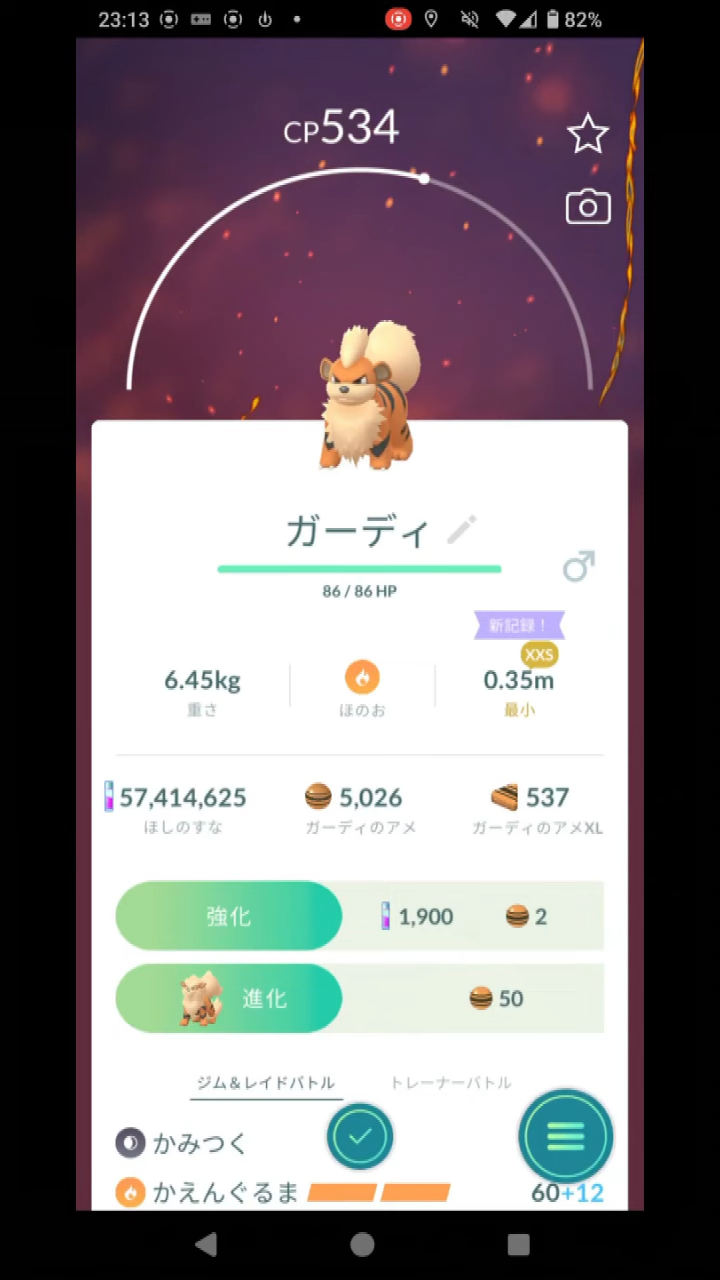 23:13 82%
CP534
ガーディ
86 / 86 HP
新記録！
XXS
6.45kg 0.35m
重さ ほのお 最小
57,414,625 5,026 537
ほしのすな ガーディのアメ ガーディのアメXL
強化 1,900 2
進化 50
ジム＆レイドバトル トレーナーバトル
かみつく
かえんぐるま 60+12